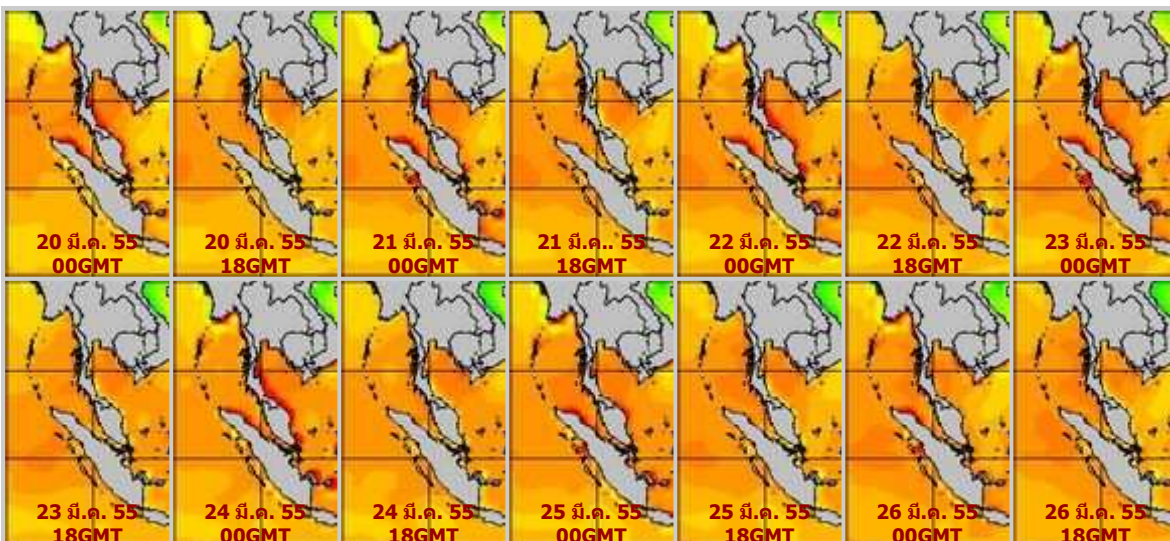 20 มี.ค. 55
00GMT
20 มี.ค. 55
18GMT
21 มี.ค. 55
00GMT
21 มี.ค.. 55
18GMT
22 มี.ค. 55
00GMT
22 มี.ค. 55
18GMT
23 มี.ค. 55
00GMT
23 มี.ค. 55
18GMT
24 มี.ค. 55
00GMT
24 มี.ค. 55
18GMT
25 มี.ค. 55
00GMT
25 มี.ค. 55
18GMT
26 มี.ค. 55
00GMT
26 มี.ค. 55
18GMT